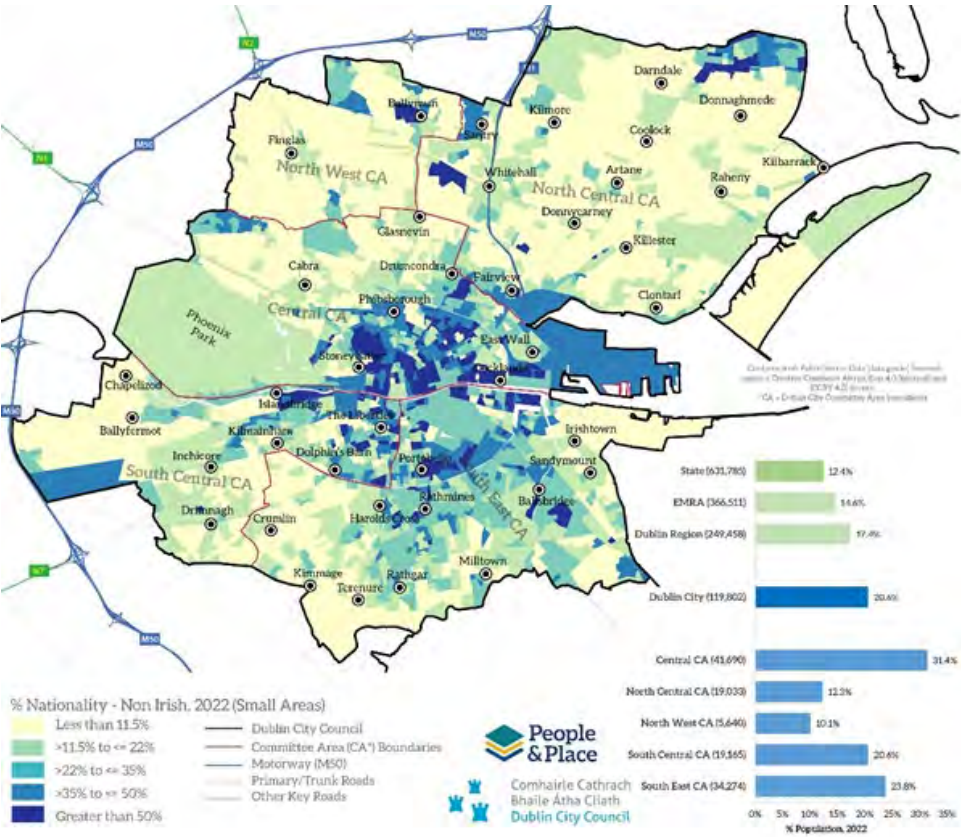 M50
N2
M1
Darndale
Donnaghmede
Ballymun
Kilmore
Santry
Coolock
M50
N3
Finglas
North West CA
Whitehall
Artane
Kilbarrack
Raheny
North Central CA
Donnycarney
Glasnevin
Killester
Cabra
Drumcondra
Fairview
Clontarf
Phibsborough
Central CA
Phoenix
Park
East Wall
Chapelizod
Islandbridge
The Liberties
M50
Ballyfermot
Kilmainham
Irishtown
Inchicore
Dolphin's Barn
Portobello
Sandymount
South Central CA
South East CA
Rathmines
Ballsbridge
Drimnagh
Crumlin
Harolds Cross
N7
Kimmage
Rathgar
Milltown
Terenure
M50
State (631,785)
12.4%
EMRA (366,511)
14.6%
Dublin Region (249,458)
17.4%
Dublin City (119,802)
20.6%
Central CA (41,690)
31.4%
North Central CA (19,033)
12.3%
North West CA (5,640)
10.1%
South Central CA (19,165)
20.6%
South East CA (34,274)
23.8%
0% 5% 10% 15% 20% 25% 30% 35%
% Population, 2022
% Nationality - Non Irish, 2022 (Small Areas)
Less than 11.5%
>11.5% to <= 22%
>22% to <= 35%
>35% to <= 50%
Greater than 50%
Dublin City Council
Committee Area (CA*) Boundaries
Motorway (M50)
Primary/Trunk Roads
Other Key Roads
People
& Place
Comhairle Cathrach
Bhaile Átha Cliath
Dublin City Council